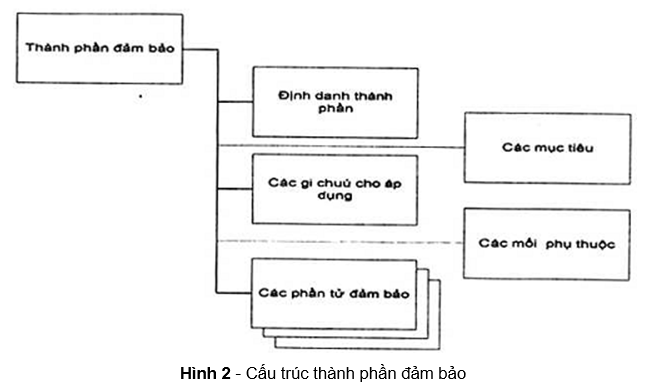 Thành phần đảm bảo
Định danh thành
phần
Các mục tiêu
Các gi chuú cho áp
dụng
Các mối phụ thuộc
Các phần tử đảm bảo
Hình 2 - Cấu trúc thành phần đảm bảo